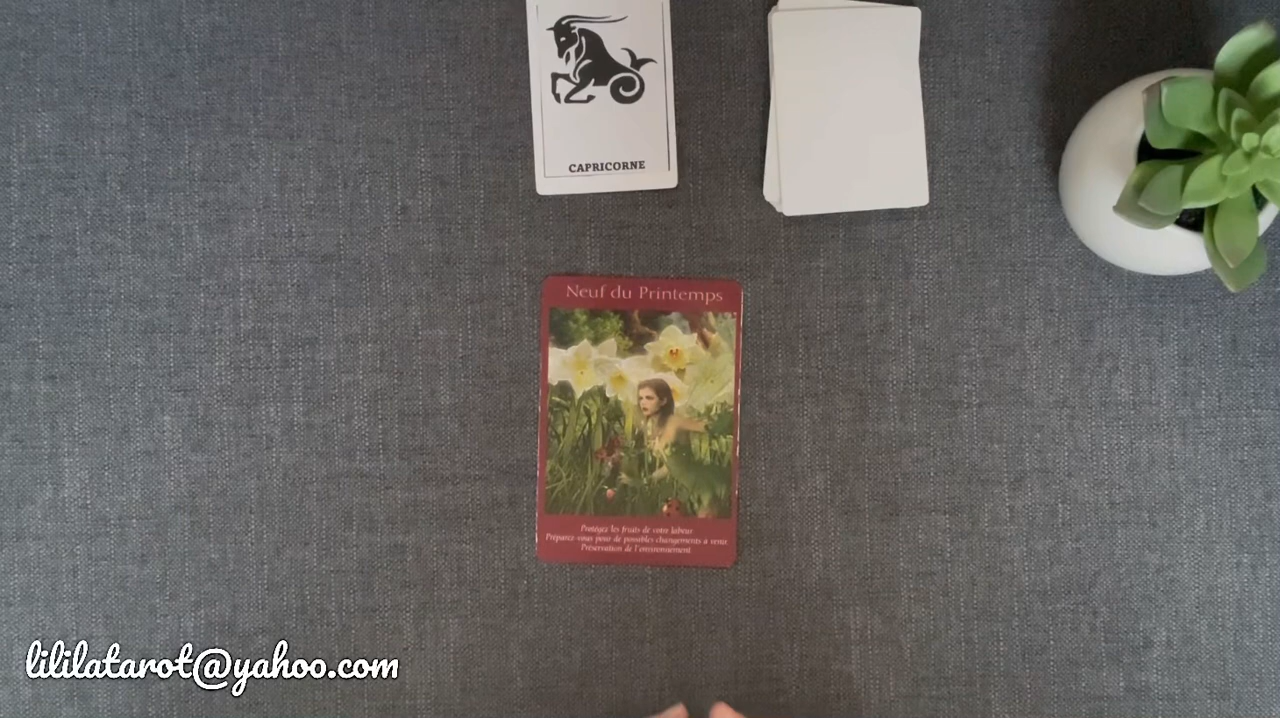 CAPRICORNE
Neuf du Printemps
Protégez les fruits de votre labeur
Préparez-vous pour de possibles changements à venir
Préservation de l'environnement
lililatarot@yahoo.com